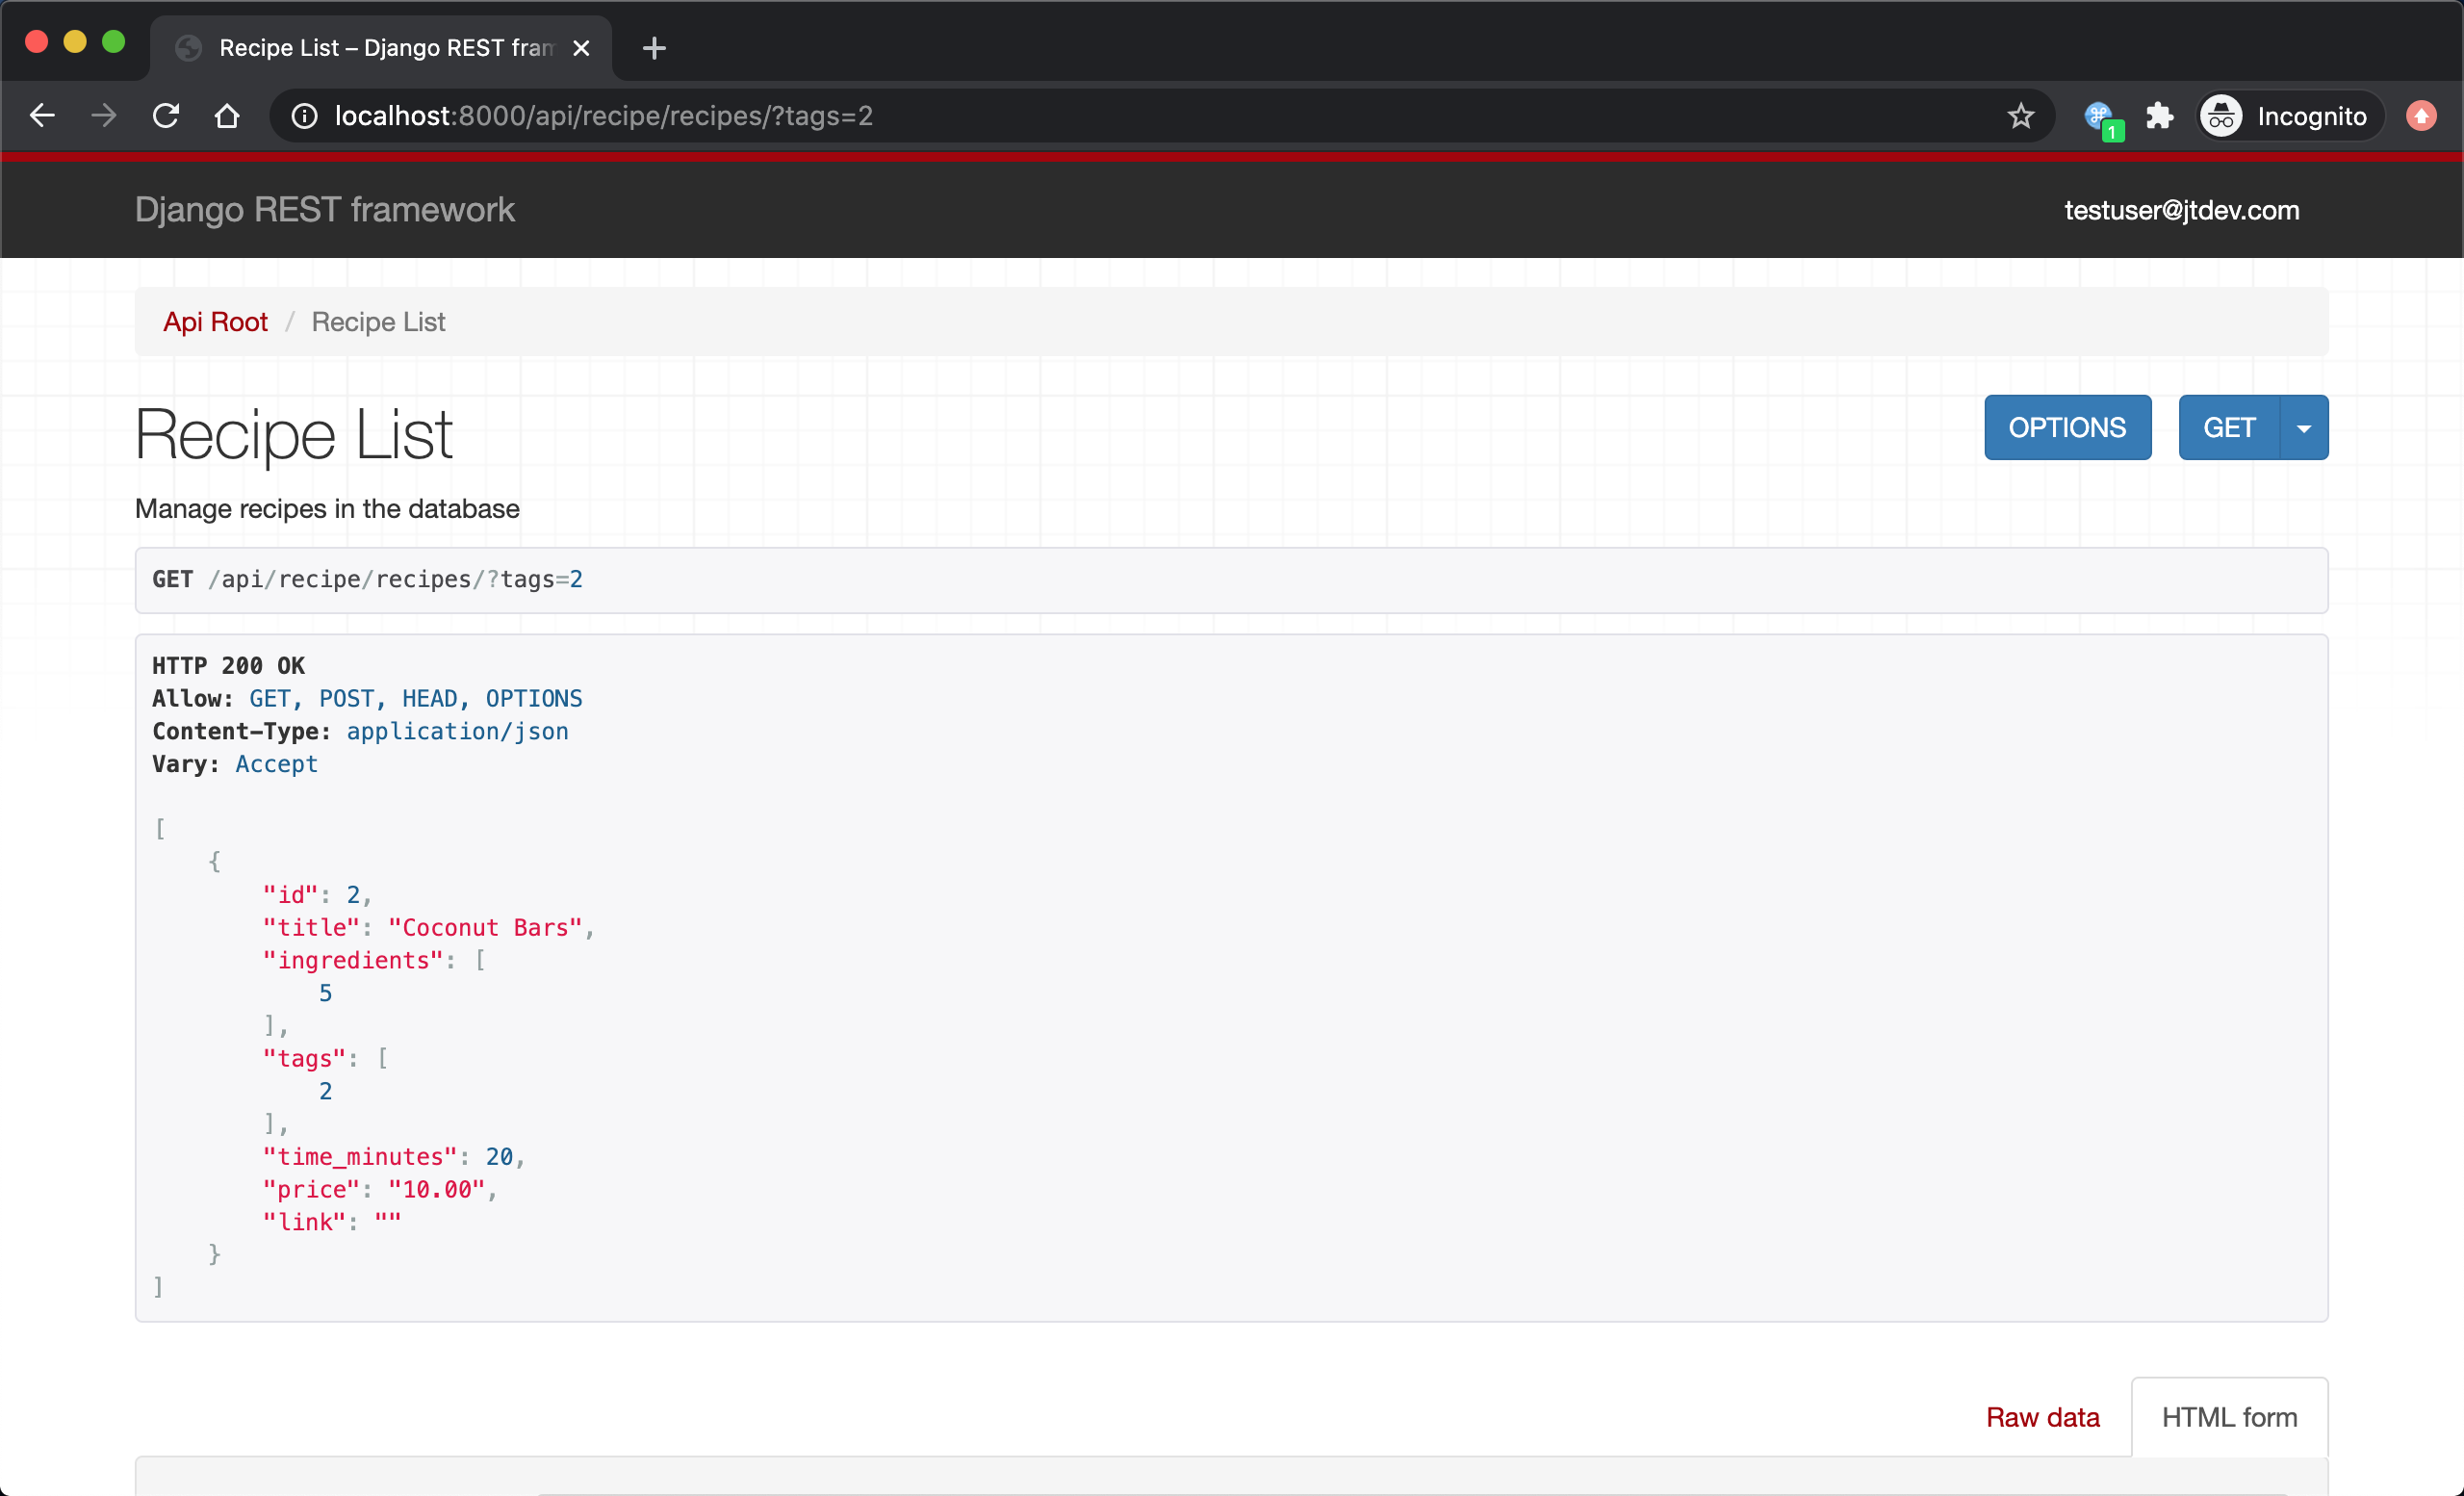 Recipe List – Django REST fram
localhost:8000/api/recipe/recipes/?tags=2
1
Incognito
Django REST framework
testuser@jtdev.com
Api Root / Recipe List
Recipe List
OPTIONS
GET
Manage recipes in the database
GET /api/recipe/recipes/?tags=2
HTTP 200 OK
Allow: GET, POST, HEAD, OPTIONS
Content-Type: application/json
Vary: Accept
[
    {
        "id": 2,
        "title": "Coconut Bars",
        "ingredients": [
            5
        ],
        "tags": [
            2
        ],
        "time_minutes": 20,
        "price": "10.00",
        "link": ""
    }
]
Raw data
HTML form